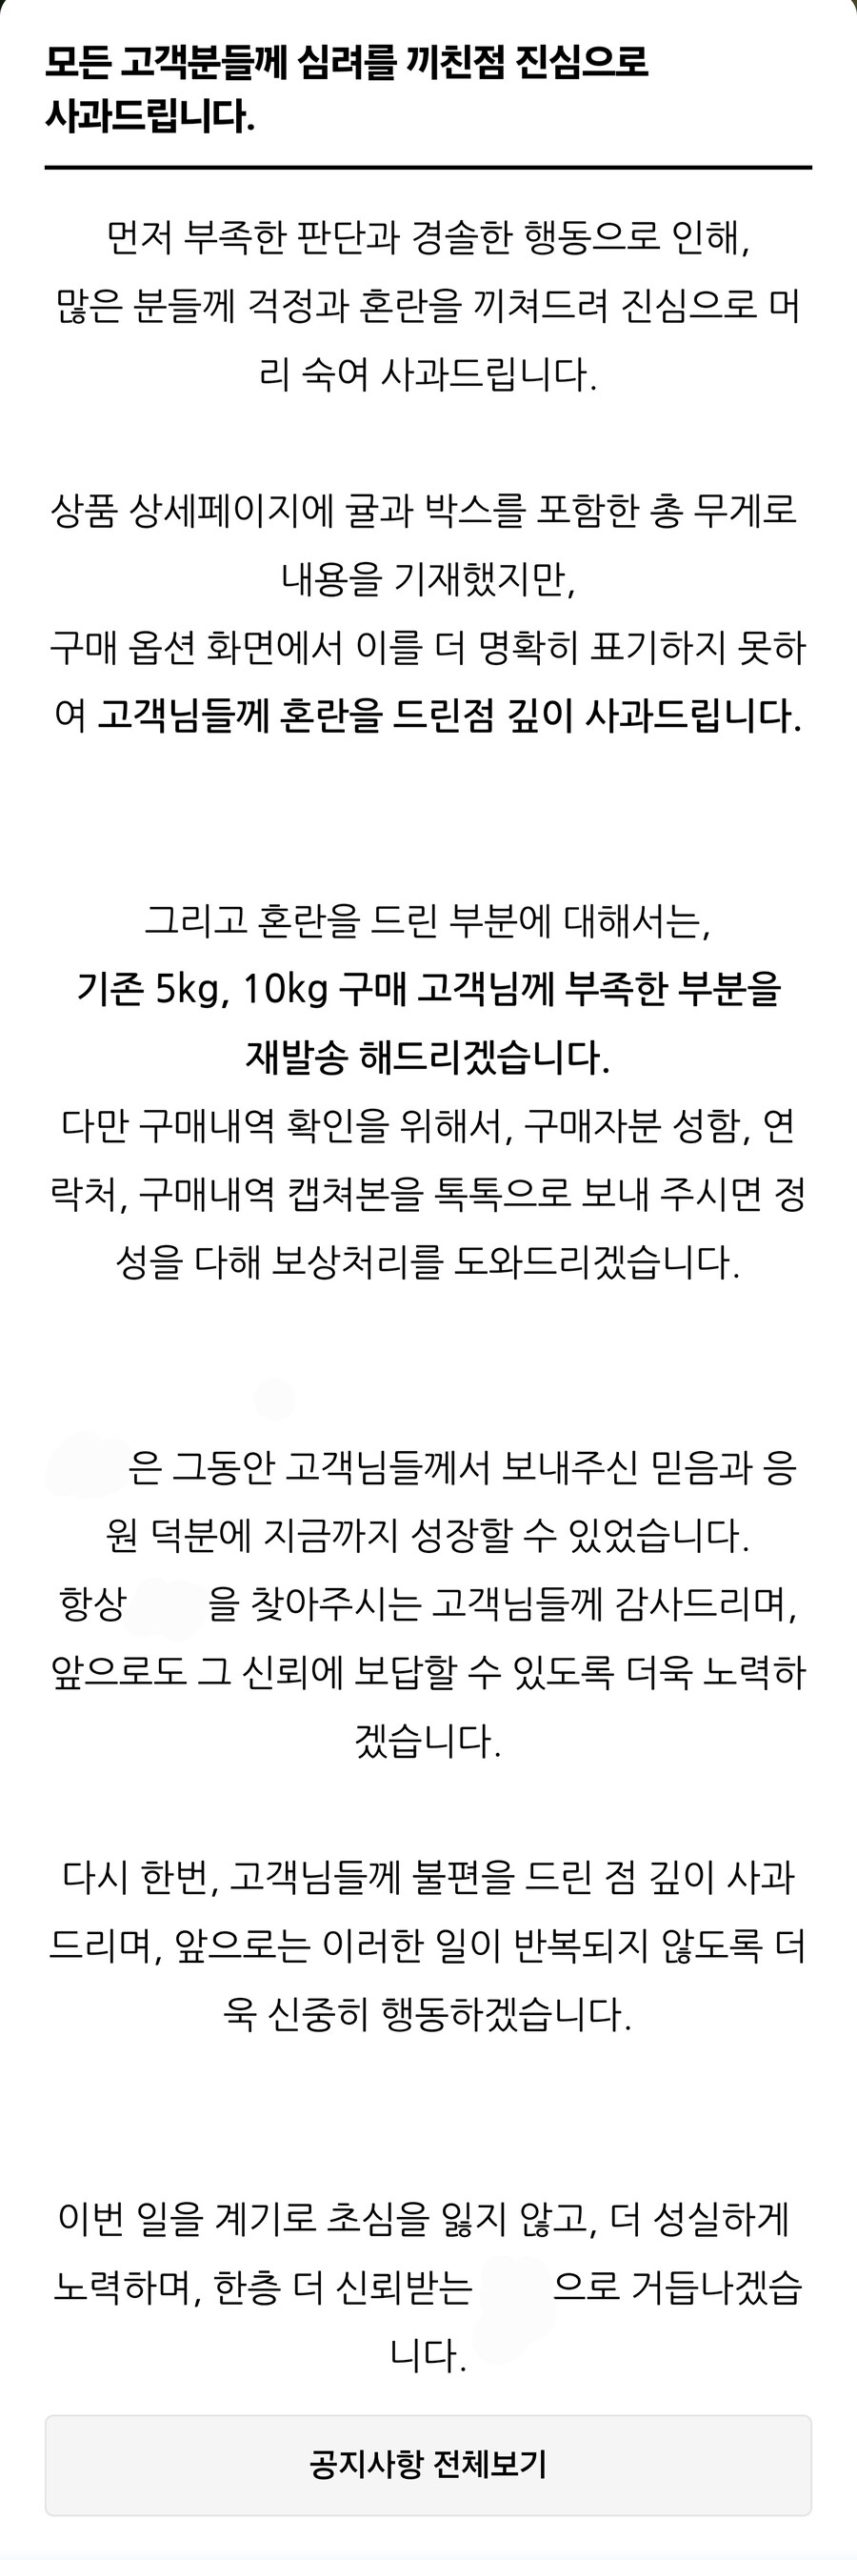 모든 고객분들께 심려를 끼친점 진심으로
사과드립니다.
먼저 부족한 판단과 경솔한 행동으로 인해,
많은 분들께 걱정과 혼란을 끼쳐드려 진심으로 머
리 숙여 사과드립니다.
상품 상세페이지에 귤과 박스를 포함한 총 무게로
내용을 기재했지만,
구매 옵션 화면에서 이를 더 명확히 표기하지 못하
여 고객님들께 혼란을 드린점 깊이 사과드립니다.
그리고 혼란을 드린 부분에 대해서는,
기존 5kg, 10kg 구매 고객님께 부족한 부분을
재발송 해드리겠습니다.
다만 구매내역 확인을 위해서, 구매자분 성함, 연
락처, 구매내역 캡쳐본을 톡톡으로 보내 주시면 정
성을 다해 보상처리를 도와드리겠습니다.
은 그동안 고객님들께서 보내주신 믿음과 응
원 덕분에 지금까지 성장할 수 있었습니다.
항상 을 찾아주시는 고객님들께 감사드리며,
앞으로도 그 신뢰에 보답할 수 있도록 더욱 노력하
겠습니다.
다시 한번, 고객님들께 불편을 드린 점 깊이 사과
드리며, 앞으로는 이러한 일이 반복되지 않도록 더
욱 신중히 행동하겠습니다.
이번 일을 계기로 초심을 잃지 않고, 더 성실하게
노력하며, 한층 더 신뢰받는 으로 거듭나겠습
니다.
공지사항 전체보기